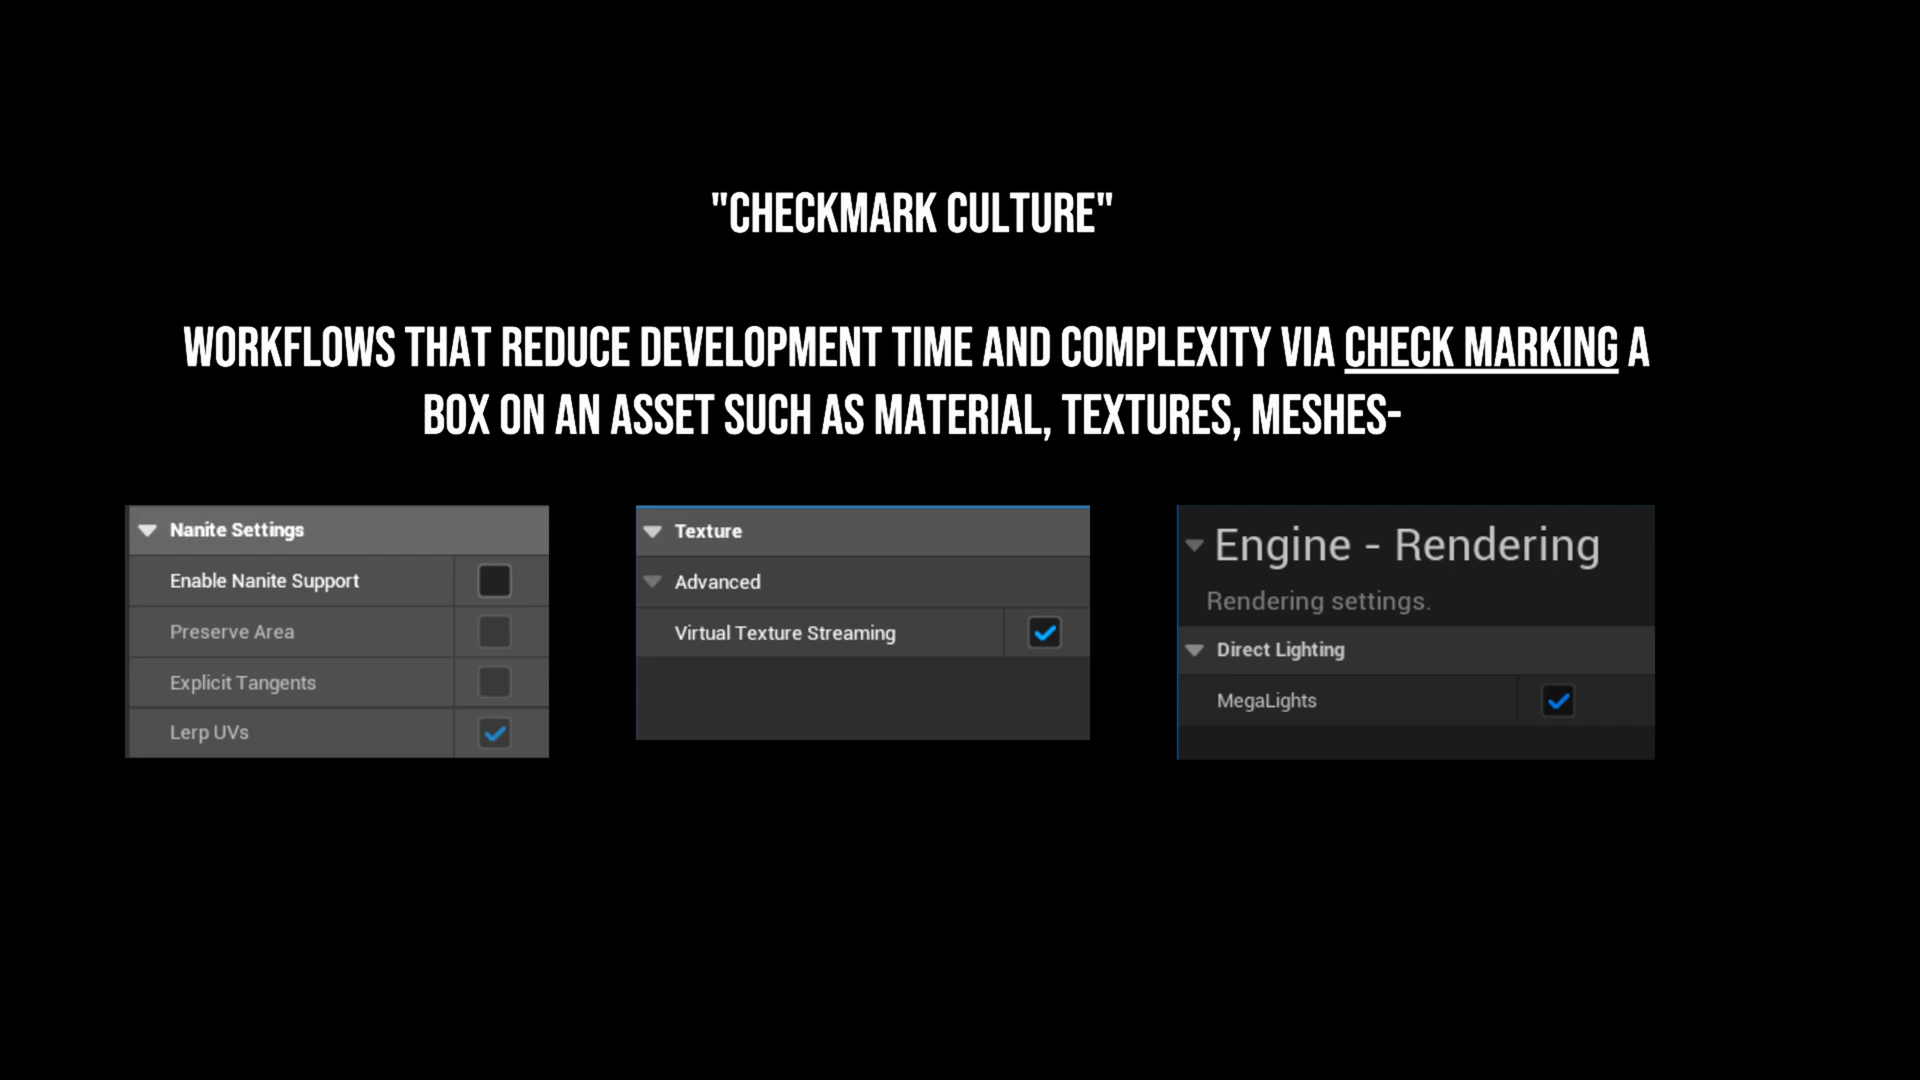 "CHECKMARK CULTURE"
WORKFLOWS THAT REDUCE DEVELOPMENT TIME AND COMPLEXITY VIA CHECK MARKING A
BOX ON AN ASSET SUCH AS MATERIAL, TEXTURES, MESHES-
Nanite Settings
Enable Nanite Support
Preserve Area
Explicit Tangents
Lerp UVs
Texture
Advanced
Virtual Texture Streaming
Engine - Rendering
Rendering settings.
Direct Lighting
MegaLights